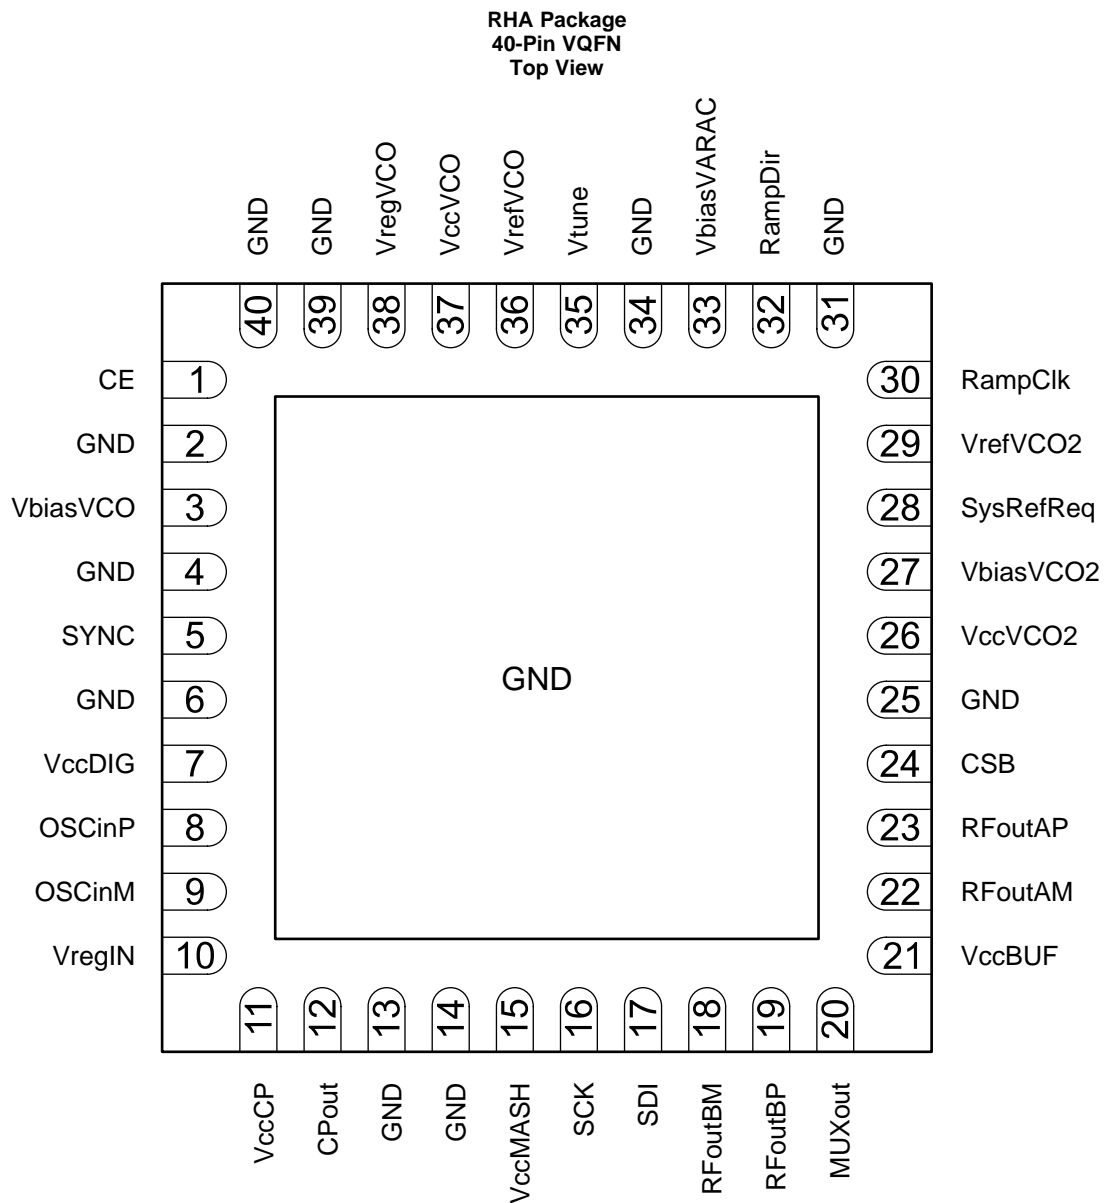 RHA Package
40-Pin VQFN
Top View
GND
GND
VregVCO
VccVCO
VrefVCO
Vtune
GND
VbiasVARAC
RampDir
GND
40
39
38
37
36
35
34
33
32
31
CE 1
GND 2
VbiasVCO 3
GND 4
SYNC 5
GND 6
VccDIG 7
OSCinP 8
OSCinM 9
VregIN 10
GND
30 RampClk
29 VrefVCO2
28 SysRefReq
27 VbiasVCO2
26 VccVCO2
25 GND
24 CSB
23 RFoutAP
22 RFoutAM
21 VccBUF
11
12
13
14
15
16
17
18
19
20
VccCP
CPout
GND
GND
VccMASH
SCK
SDI
RFoutBM
RFoutBP
MUXout